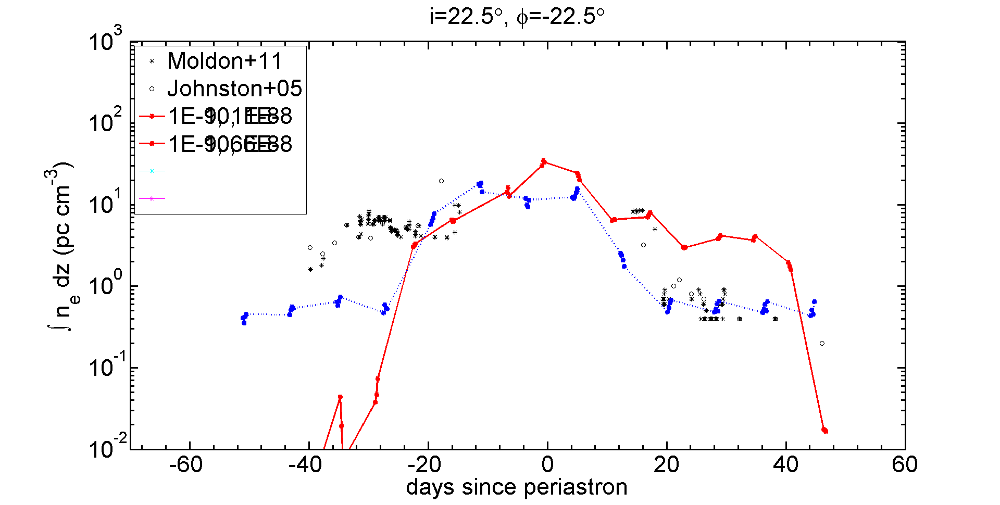 i=22.5°, ϕ=-22.5°
10^3
10^2
10^1
10^0
10^-1
10^-2
∫ n_e dz (pc cm^-3)
Moldon+11
Johnston+05
-60 -40 -20 0 20 40 60
days since periastron